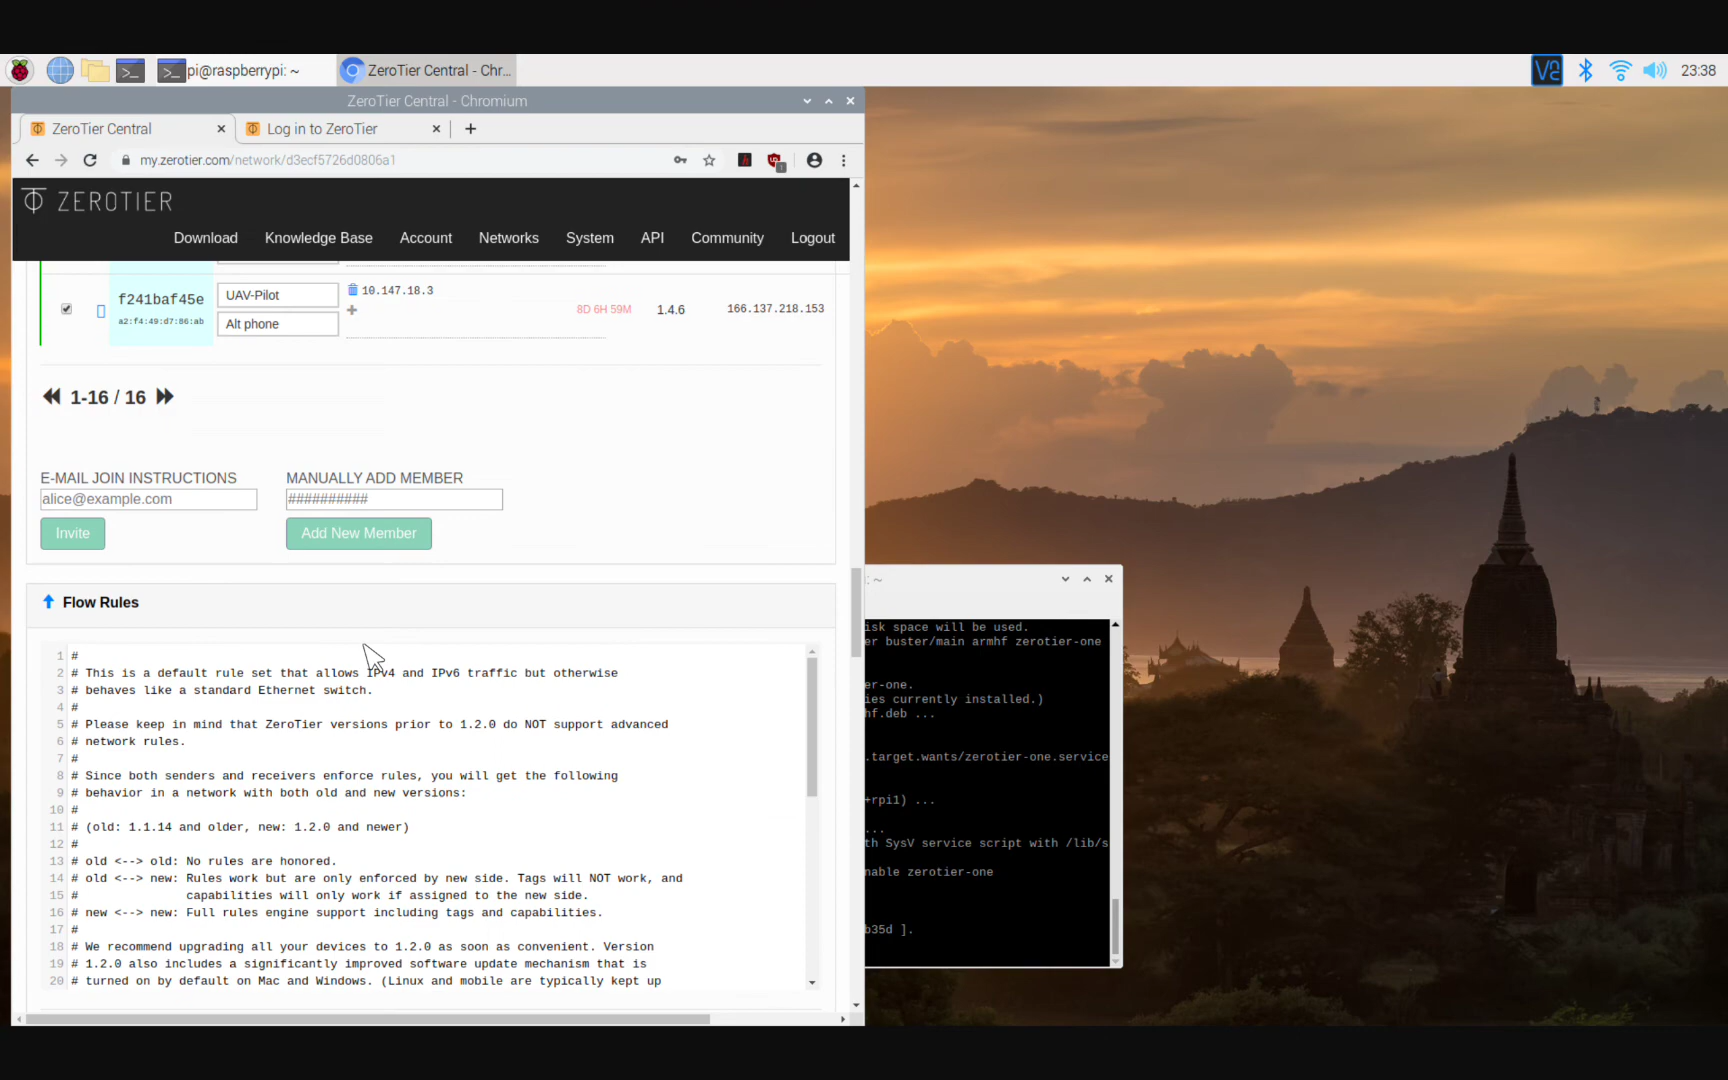 pi@raspberrypi: ~
ZeroTier Central - Chr...
23:38
ZeroTier Central - Chromium
ZeroTier Central
Log in to ZeroTier
my.zerotier.com/network/d3ecf5726d0806a1
ZEROTIER
Download Knowledge Base Account Networks System API Community Logout
f241baf45e
a2:f4:49:d7:86:ab
UAV-Pilot
Alt phone
10.147.18.3
8D 6H 59M
1.4.6
166.137.218.153
1-16 / 16
E-MAIL JOIN INSTRUCTIONS
alice@example.com
Invite
MANUALLY ADD MEMBER
##########
Add New Member
Flow Rules
1 #
2 # This is a default rule set that allows IPv4 and IPv6 traffic but otherwise
3 # behaves like a standard Ethernet switch.
4 #
5 # Please keep in mind that ZeroTier versions prior to 1.2.0 do NOT support advanced
6 # network rules.
7 #
8 # Since both senders and receivers enforce rules, you will get the following
9 # behavior in a network with both old and new versions:
10 #
11 # (old: 1.1.14 and older, new: 1.2.0 and newer)
12 #
13 # old <--> old: No rules are honored.
14 # old <--> new: Rules work but are only enforced by new side. Tags will NOT work, and
15 # capabilities will only work if assigned to the new side.
16 # new <--> new: Full rules engine support including tags and capabilities.
17 #
18 # We recommend upgrading all your devices to 1.2.0 as soon as convenient. Version
19 # 1.2.0 also includes a significantly improved software update mechanism that is
20 # turned on by default on Mac and Windows. (Linux and mobile are typically kept up
: ~
isk space will be used.
er buster/main armhf zerotier-one
er-one.
ies currently installed.)
hf.deb ...
.target.wants/zerotier-one.service
+rpi1) ...
...
th SysV service script with /lib/s
nable zerotier-one
b35d ].